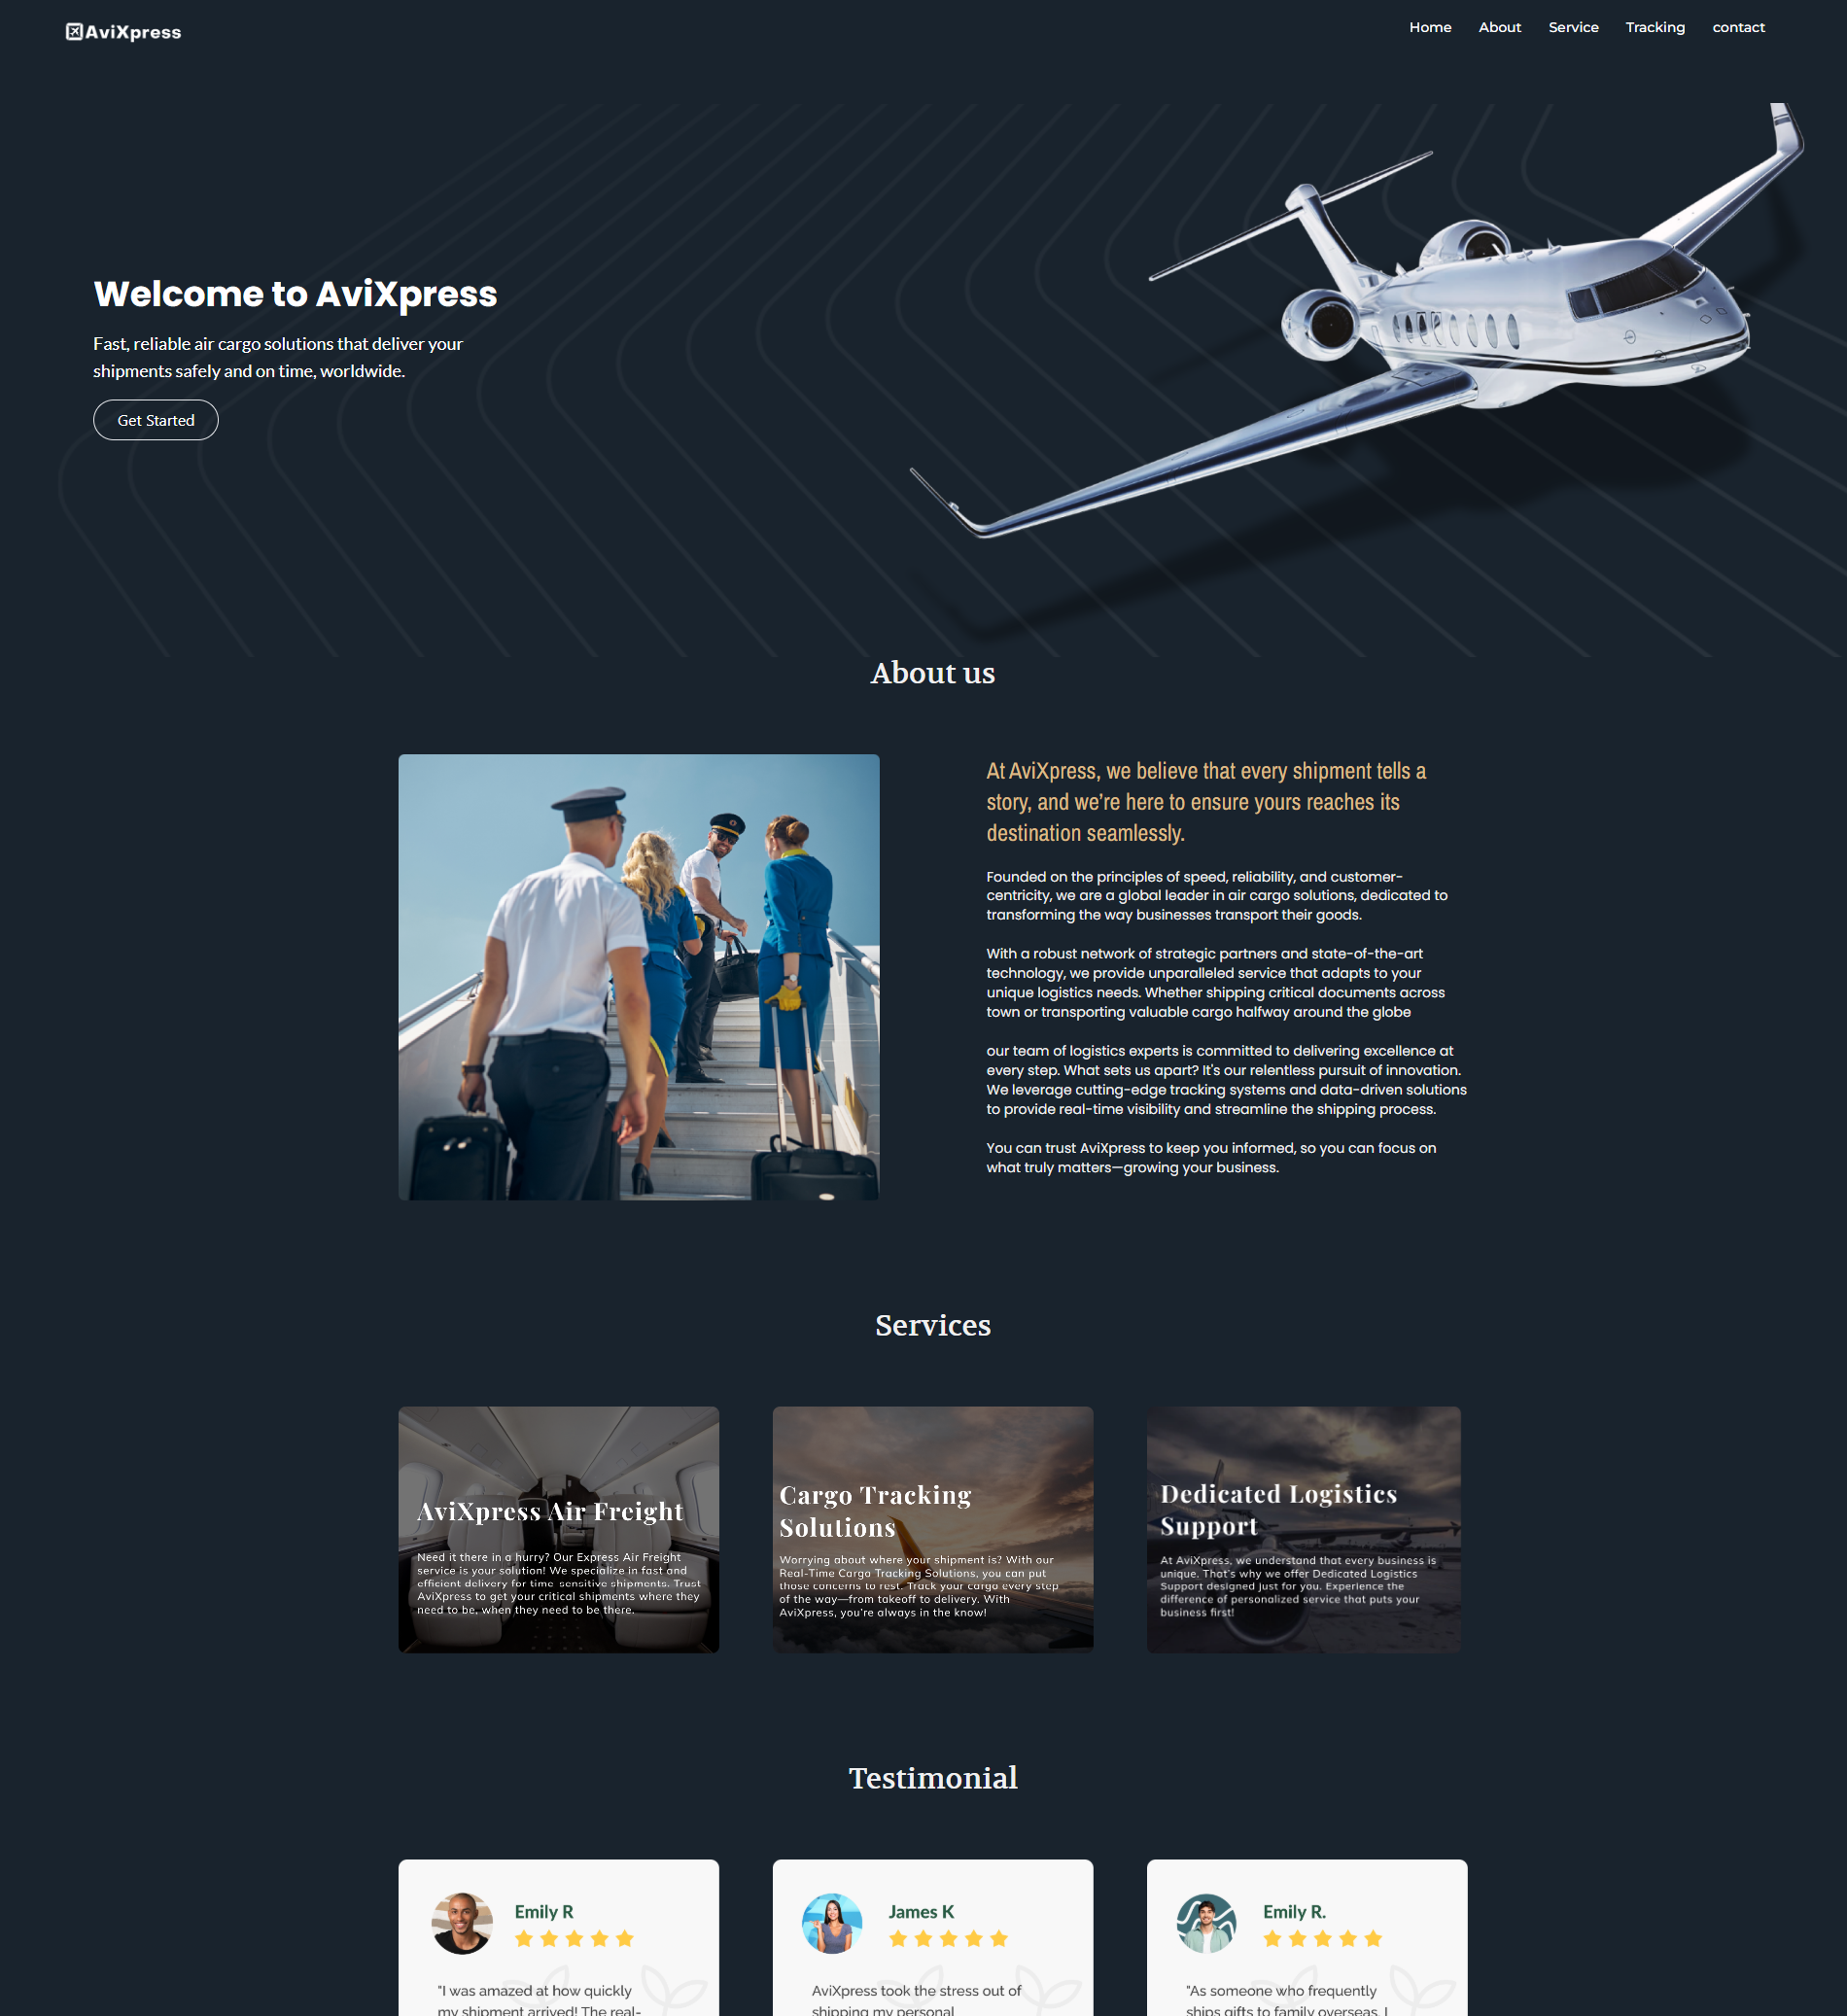 AviXpress
Home About Service Tracking contact
Welcome to AviXpress
Fast, reliable air cargo solutions that deliver your
shipments safely and on time, worldwide.
Get Started
About us
At AviXpress, we believe that every shipment tells a
story, and we’re here to ensure yours reaches its
destination seamlessly.
Founded on the principles of speed, reliability, and customer-
centricity, we are a global leader in air cargo solutions, dedicated to
transforming the way businesses transport their goods.
With a robust network of strategic partners and state-of-the-art
technology, we provide unparalleled service that adapts to your
unique logistics needs. Whether shipping critical documents across
town or transporting valuable cargo halfway around the globe
our team of logistics experts is committed to delivering excellence at
every step. What sets us apart? It's our relentless pursuit of innovation.
We leverage cutting-edge tracking systems and data-driven solutions
to provide real-time visibility and streamline the shipping process.
You can trust AviXpress to keep you informed, so you can focus on
what truly matters—growing your business.
Services
AviXpress Air Freight
Need it there in a hurry? Our Express Air Freight
service is your solution! We specialize in fast and
efficient delivery for time-sensitive shipments. Trust
AviXpress to get your critical shipments where they
need to be, when they need to be there.
Cargo Tracking
Solutions
Worrying about where your shipment is? With our
Real-Time Cargo Tracking Solutions, you can put
those concerns to rest. Track your cargo every step
of the way—from takeoff to delivery. With
AviXpress, you’re always in the know!
Dedicated Logistics
Support
At AviXpress, we understand that every business is
unique. That’s why we offer Dedicated Logistics
Support designed just for you. Experience the
difference of personalized service that puts your
business first!
Testimonial
Emily R
"I was amazed at how quickly
my shipment arrived! The real-
James K
AviXpress took the stress out of
shipping my personal
Emily R.
"As someone who frequently
ships gifts to family overseas, I